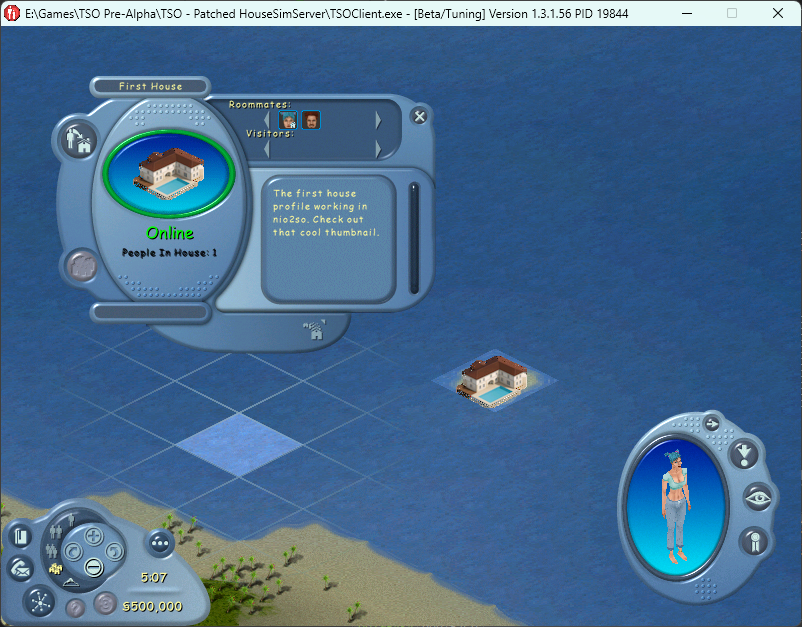 E:\Games\TSO Pre-Alpha\TSO - Patched HouseSimServer\TSOClient.exe - [Beta/Tuning] Version 1.3.1.56 PID 19844
First House
Roommates:
Visitors:
Online
People In House: 1
The first house
profile working in
nio2so. Check out
that cool thumbnail.
5:07
$500,000